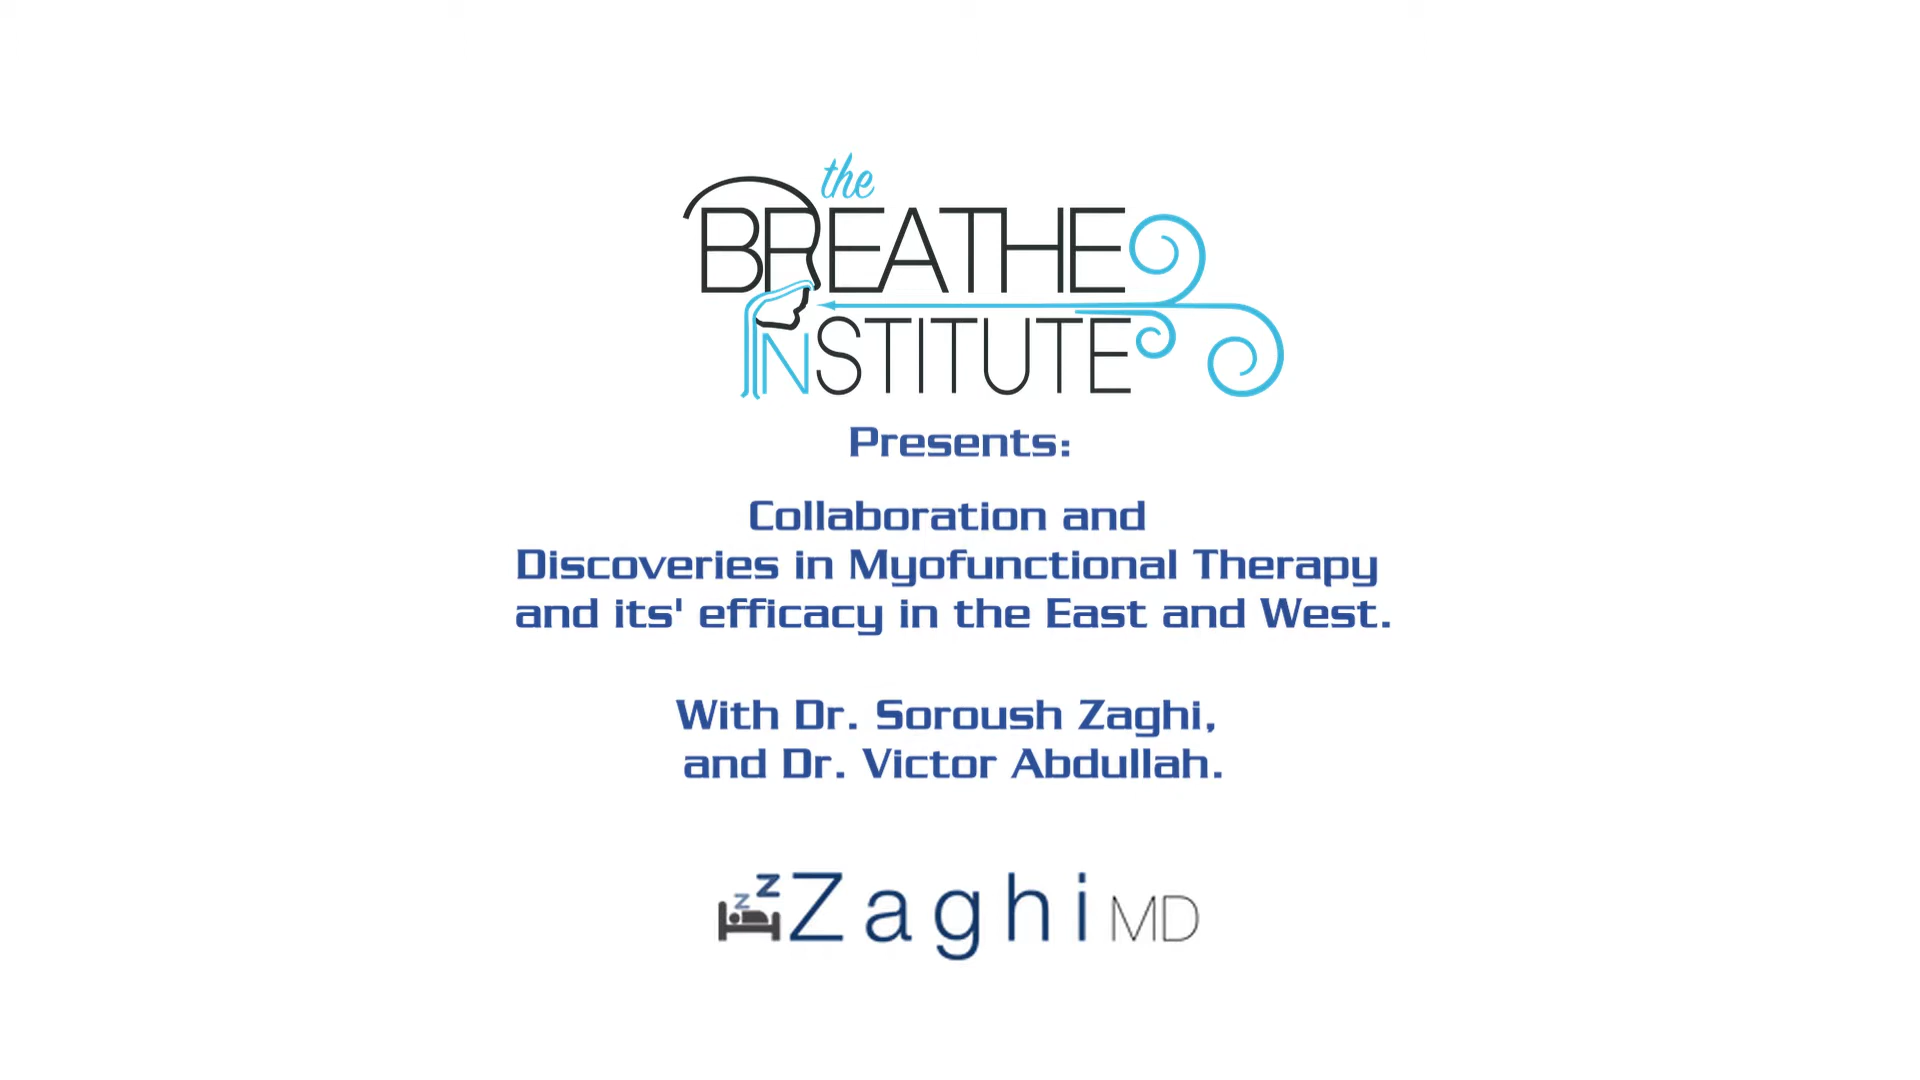 the
BREATHE
INSTITUTE
Presents:
Collaboration and
Discoveries in Myofunctional Therapy
and its' efficacy in the East and West.
With Dr. Soroush Zaghi,
and Dr. Victor Abdullah.
zZ Zaghi MD